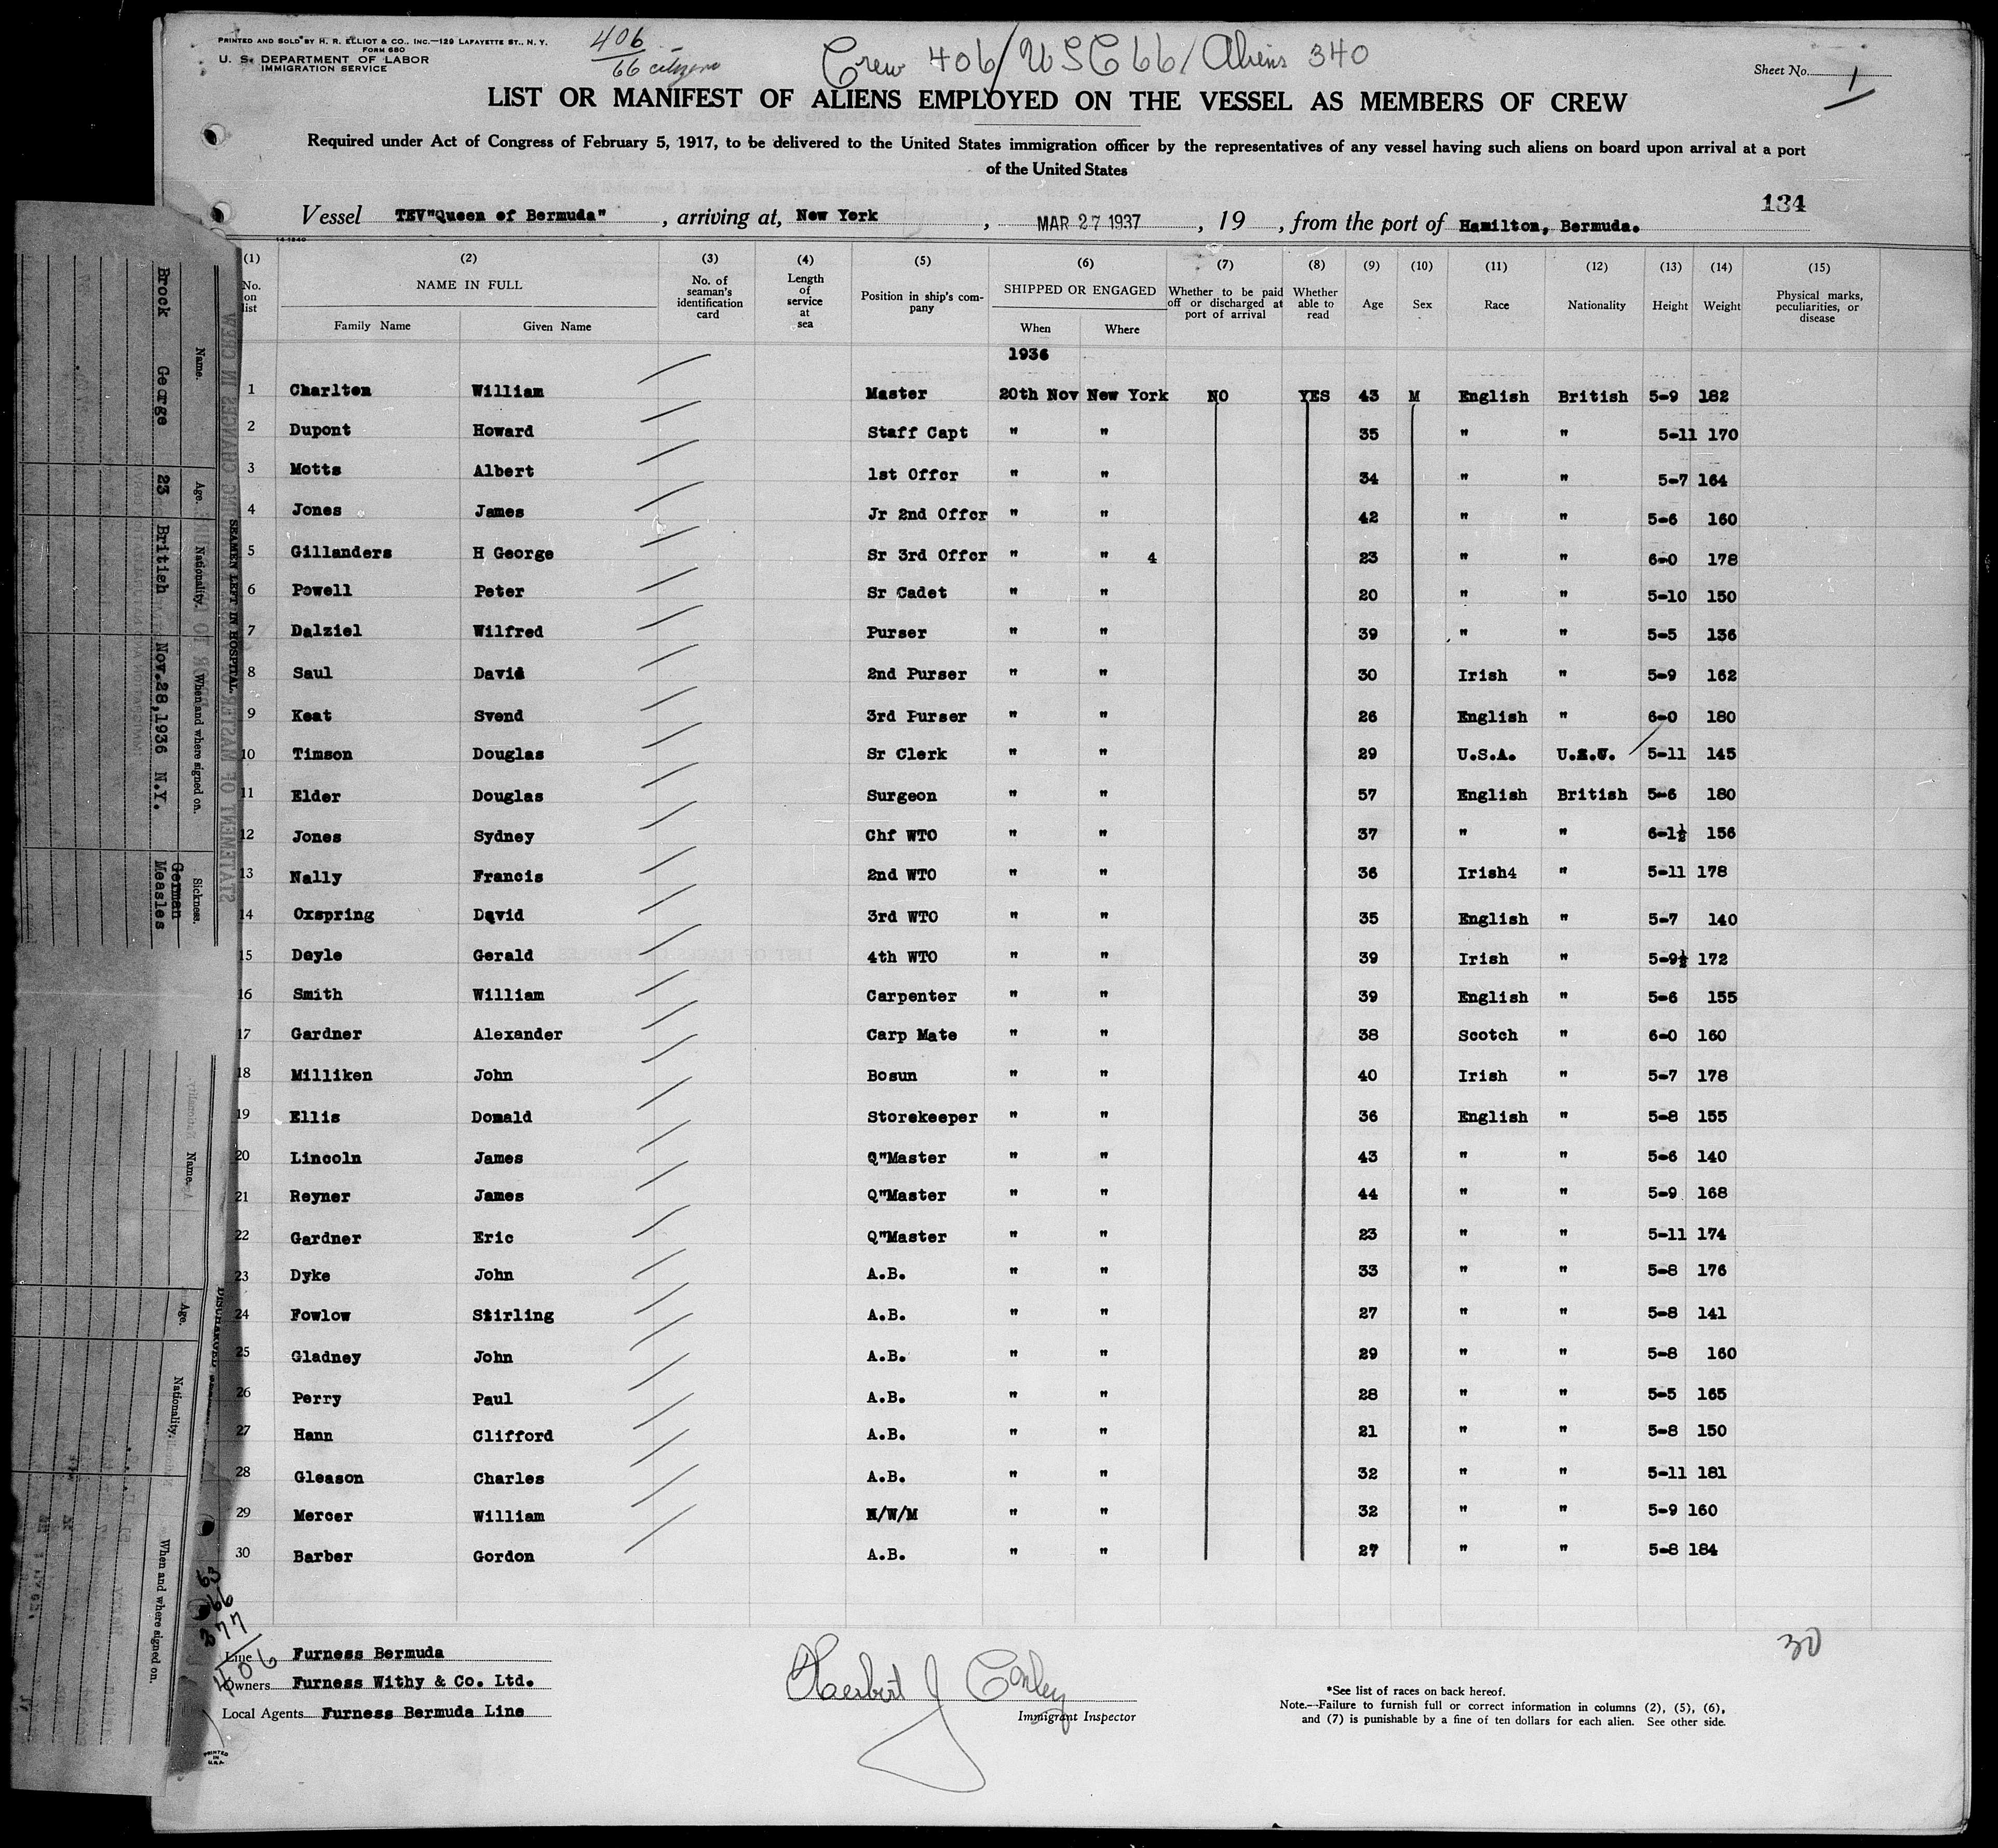 PRINTED AND SOLD BY H. R. ELLIOT & CO., INC.—129 LAFAYETTE ST., N. Y.
FORM 680
U. S. DEPARTMENT OF LABOR
IMMIGRATION SERVICE
406
66 citizens
Crew 406/USC 66/Aliens 340
Sheet No. 1
LIST OR MANIFEST OF ALIENS EMPLOYED ON THE VESSEL AS MEMBERS OF CREW
Required under Act of Congress of February 5, 1917, to be delivered to the United States immigration officer by the representatives of any vessel having such aliens on board upon arrival at a port
of the United States
134
Vessel TEV"Queen of Bermuda" , arriving at, New York , MAR 27 1937 , 19 , from the port of Hamilton, Bermuda.
(1) (2) (3) (4) (5) (6) (7) (8) (9) (10) (11) (12) (13) (14) (15)
No. on list
NAME IN FULL
Family Name Given Name
No. of seaman's identification card
Length of service at sea
Position in ship's company
SHIPPED OR ENGAGED
When Where
Whether to be paid off or discharged at port of arrival
Whether able to read
Age
Sex
Race
Nationality
Height
Weight
Physical marks, peculiarities, or disease
1936
1 Charlton William Master 20th Nov New York NO YES 43 M English British 5-9 182
2 Dupont Howard Staff Capt " " 35 " " 5-11 170
3 Motts Albert 1st Offcr " " 34 " " 5-7 164
4 Jones James Jr 2nd Offcr " " 42 " " 5-6 160
5 Gillanders H George Sr 3rd Offcr " " 4 23 " " 6-0 178
6 Powell Peter Sr Cadet " " 20 " " 5-10 150
7 Dalziel Wilfred Purser " " 39 " " 5-5 136
8 Saul David 2nd Purser " " 30 Irish " 5-9 162
9 Keat Svend 3rd Purser " " 26 English " 6-0 180
10 Timson Douglas Sr Clerk " " 29 U.S.A. 5-11 145
11 Elder Douglas Surgeon " " 57 English British 5-6 180
12 Jones Sydney Chf WTO " " 37 " " 6-1½ 156
13 Nally Francis 2nd WTO " " 36 Irish4 " 5-11 178
14 Oxspring David 3rd WTO " " 35 English " 5-7 140
15 Doyle Gerald 4th WTO " " 39 Irish " 5-9½ 172
16 Smith William Carpenter " " 39 English " 5-6 155
17 Gardner Alexander Carp Mate " " 38 Scotch " 6-0 160
18 Milliken John Bosun " " 40 Irish " 5-7 178
19 Ellis Donald Storekeeper " " 36 English " 5-8 155
20 Lincoln James Q"Master " " 43 " " 5-6 140
21 Reyner James Q"Master " " 44 " " 5-9 168
22 Gardner Eric Q"Master " " 23 " " 5-11 174
23 Dyke John A.B. " " 33 " " 5-8 176
24 Fowlow Stirling A.B. " " 27 " " 5-8 141
25 Gladney John A.B. " " 29 " " 5-8 160
26 Perry Paul A.B. " " 28 " " 5-5 165
27 Hann Clifford A.B. " " 21 " " 5-8 150
28 Gleason Charles A.B. " " 32 " " 5-11 181
29 Mercer William N/W/M " " 32 " " 5-9 160
30 Barber Gordon A.B. " " 27 " " 5-8 184
30
377
406
Line Furness Bermuda
Owners Furness Withy & Co. Ltd.
Local Agents Furness Bermuda Line
Herbert J Conley
Immigrant Inspector
*See list of races on back hereof.
Note.—Failure to furnish full or correct information in columns (2), (5), (6),
and (7) is punishable by a fine of ten dollars for each alien. See other side.
PRINTED IN U.S.A.
SEAMEN LEFT IN HOSPITAL
Name. Age. Nationality. When and where signed on. Sickness.
Brock George 23 British Nov.28,1936 N.Y. German Measles
STATEMENT OF MASTER CHANGES IN CREW
Name. Age. Nationality. When and where signed on.